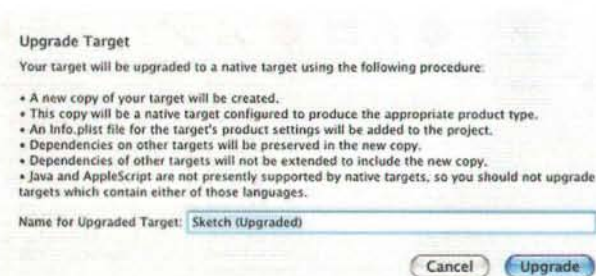 Upgrade Target
Your target will be upgraded to a native target using the following procedure:
• A new copy of your target will be created.
• This copy will be a native target configured to produce the appropriate product type.
• An Info.plist file for the target's product settings will be added to the project.
• Dependencies on other targets will be preserved in the new copy.
• Dependencies of other targets will not be extended to include the new copy.
• Java and AppleScript are not presently supported by native targets, so you should not upgrade
targets which contain either of those languages.
Name for Upgraded Target: Sketch (Upgraded)
Cancel Upgrade